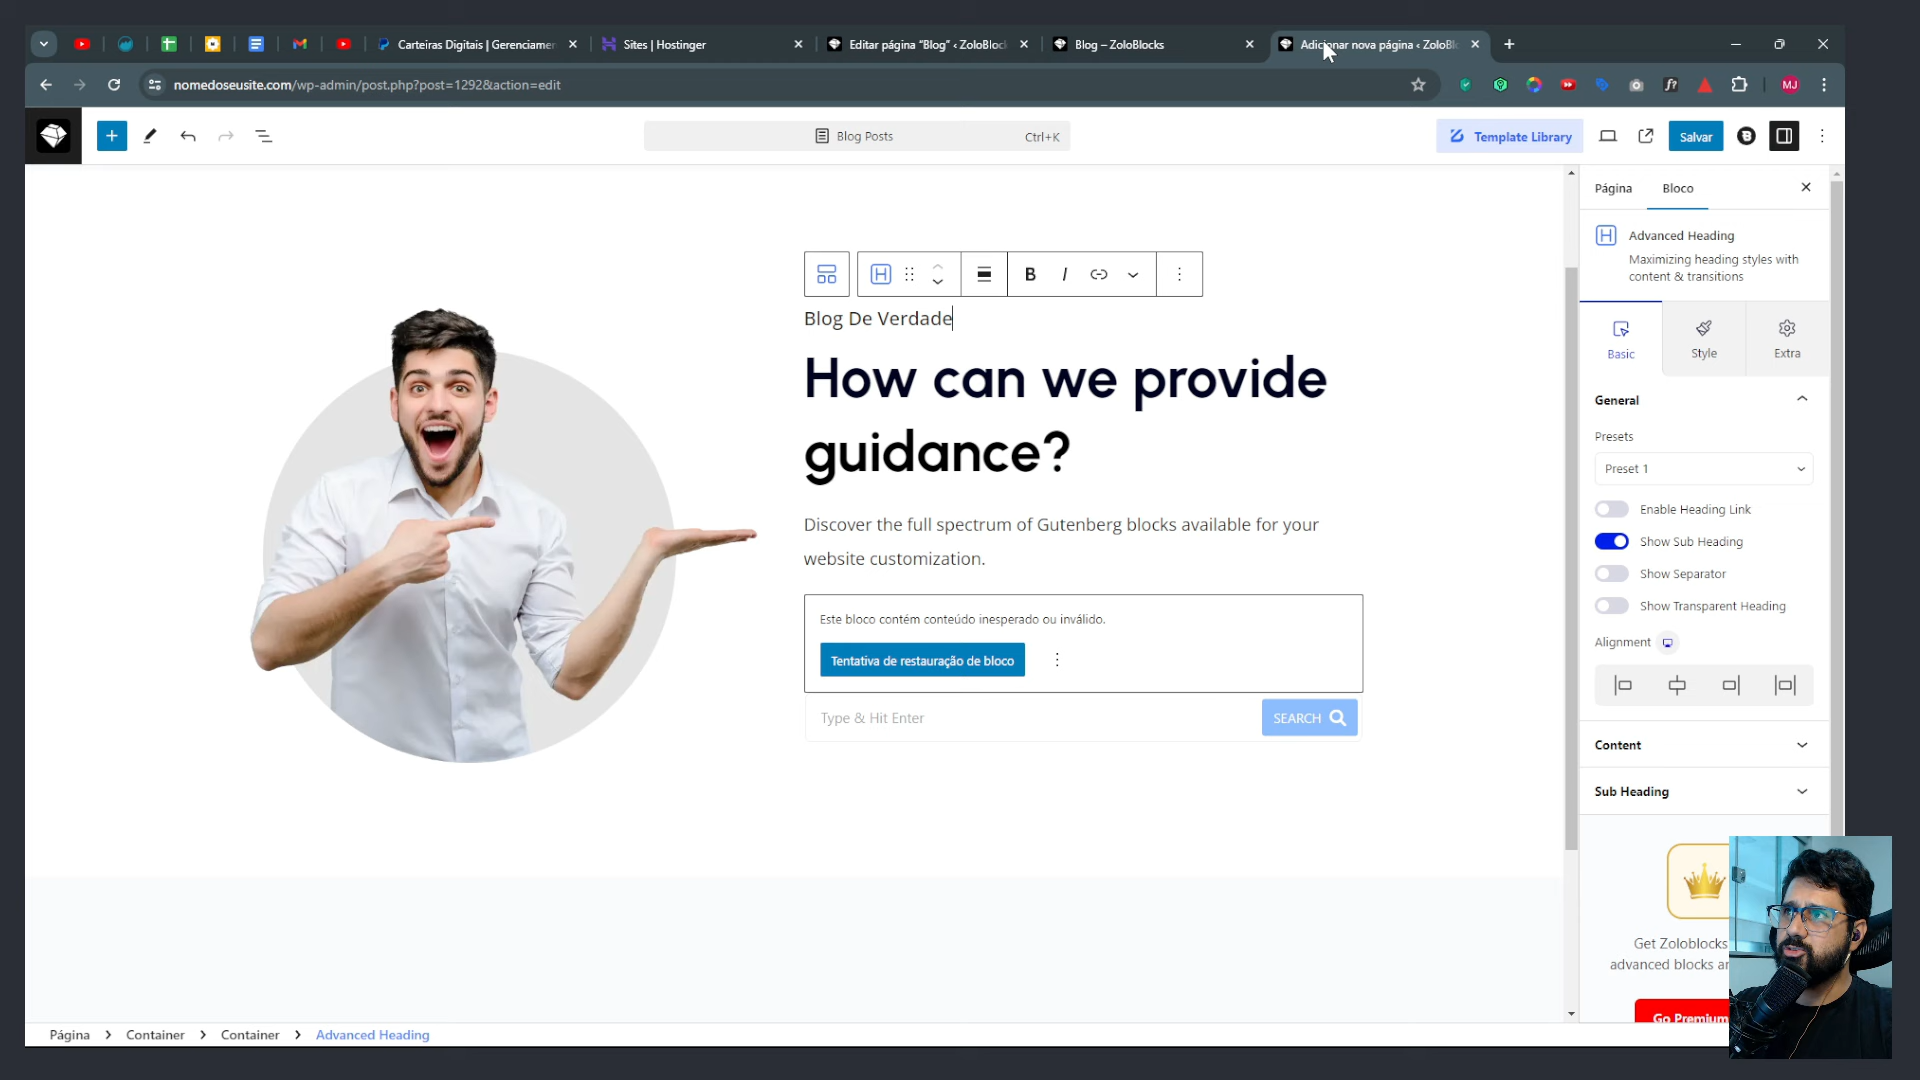 Carteiras Digitais | Gerenciamen
Sites | Hostinger
Editar página “Blog” ‹ ZoloBlock
Blog – ZoloBlocks
Adicionar nova página ‹ ZoloBlo
nomedoseusite.com/wp-admin/post.php?post=1292&action=edit
MJ
Blog Posts
Ctrl+K
Template Library
Salvar
Página
Bloco
Advanced Heading
Maximizing heading styles with
content & transitions
Basic
Style
Extra
General
Presets
Preset 1
Enable Heading Link
Show Sub Heading
Show Separator
Show Transparent Heading
Alignment
Content
Sub Heading
Get Zoloblocks
advanced blocks an
Go Premium
Blog De Verdade
How can we provide
guidance?
Discover the full spectrum of Gutenberg blocks available for your
website customization.
Este bloco contém conteúdo inesperado ou inválido.
Tentativa de restauração de bloco
Type & Hit Enter
SEARCH
Página
Container
Container
Advanced Heading